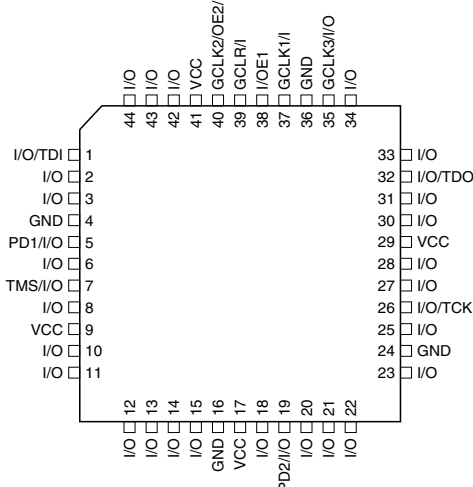 44 I/O
43 I/O
42 I/O
41 VCC
40 GCLK2/OE2/
39 GCLR/I
38 I/OE1
37 GCLK1/I
36 GND
35 GCLK3/I/O
34 I/O
I/O/TDI 1
I/O 2
I/O 3
GND 4
PD1/I/O 5
I/O 6
TMS/I/O 7
I/O 8
VCC 9
I/O 10
I/O 11
33 I/O
32 I/O/TDO
31 I/O
30 I/O
29 VCC
28 I/O
27 I/O
26 I/O/TCK
25 I/O
24 GND
23 I/O
I/O 12
I/O 13
I/O 14
I/O 15
GND 16
VCC 17
I/O 18
PD2/I/O 19
I/O 20
I/O 21
I/O 22